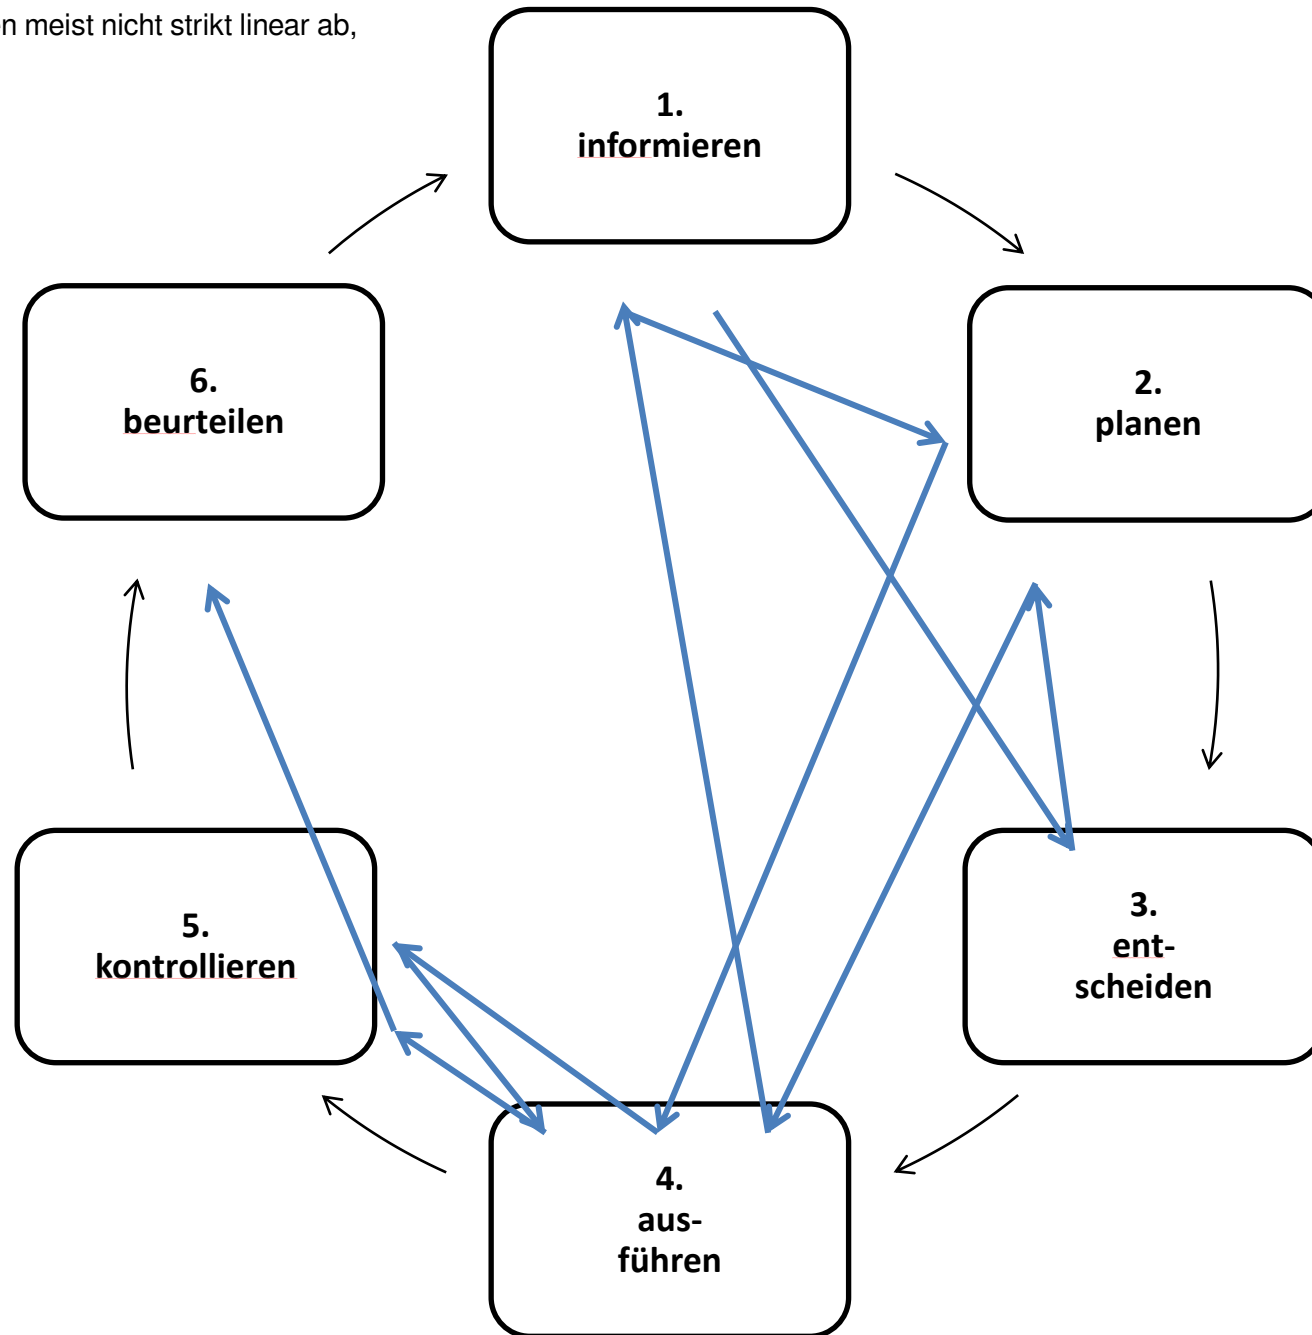 en meist nicht strikt linear ab,
1.
informieren
2.
planen
3.
ent-
scheiden
4.
aus-
führen
5.
kontrollieren
6.
beurteilen